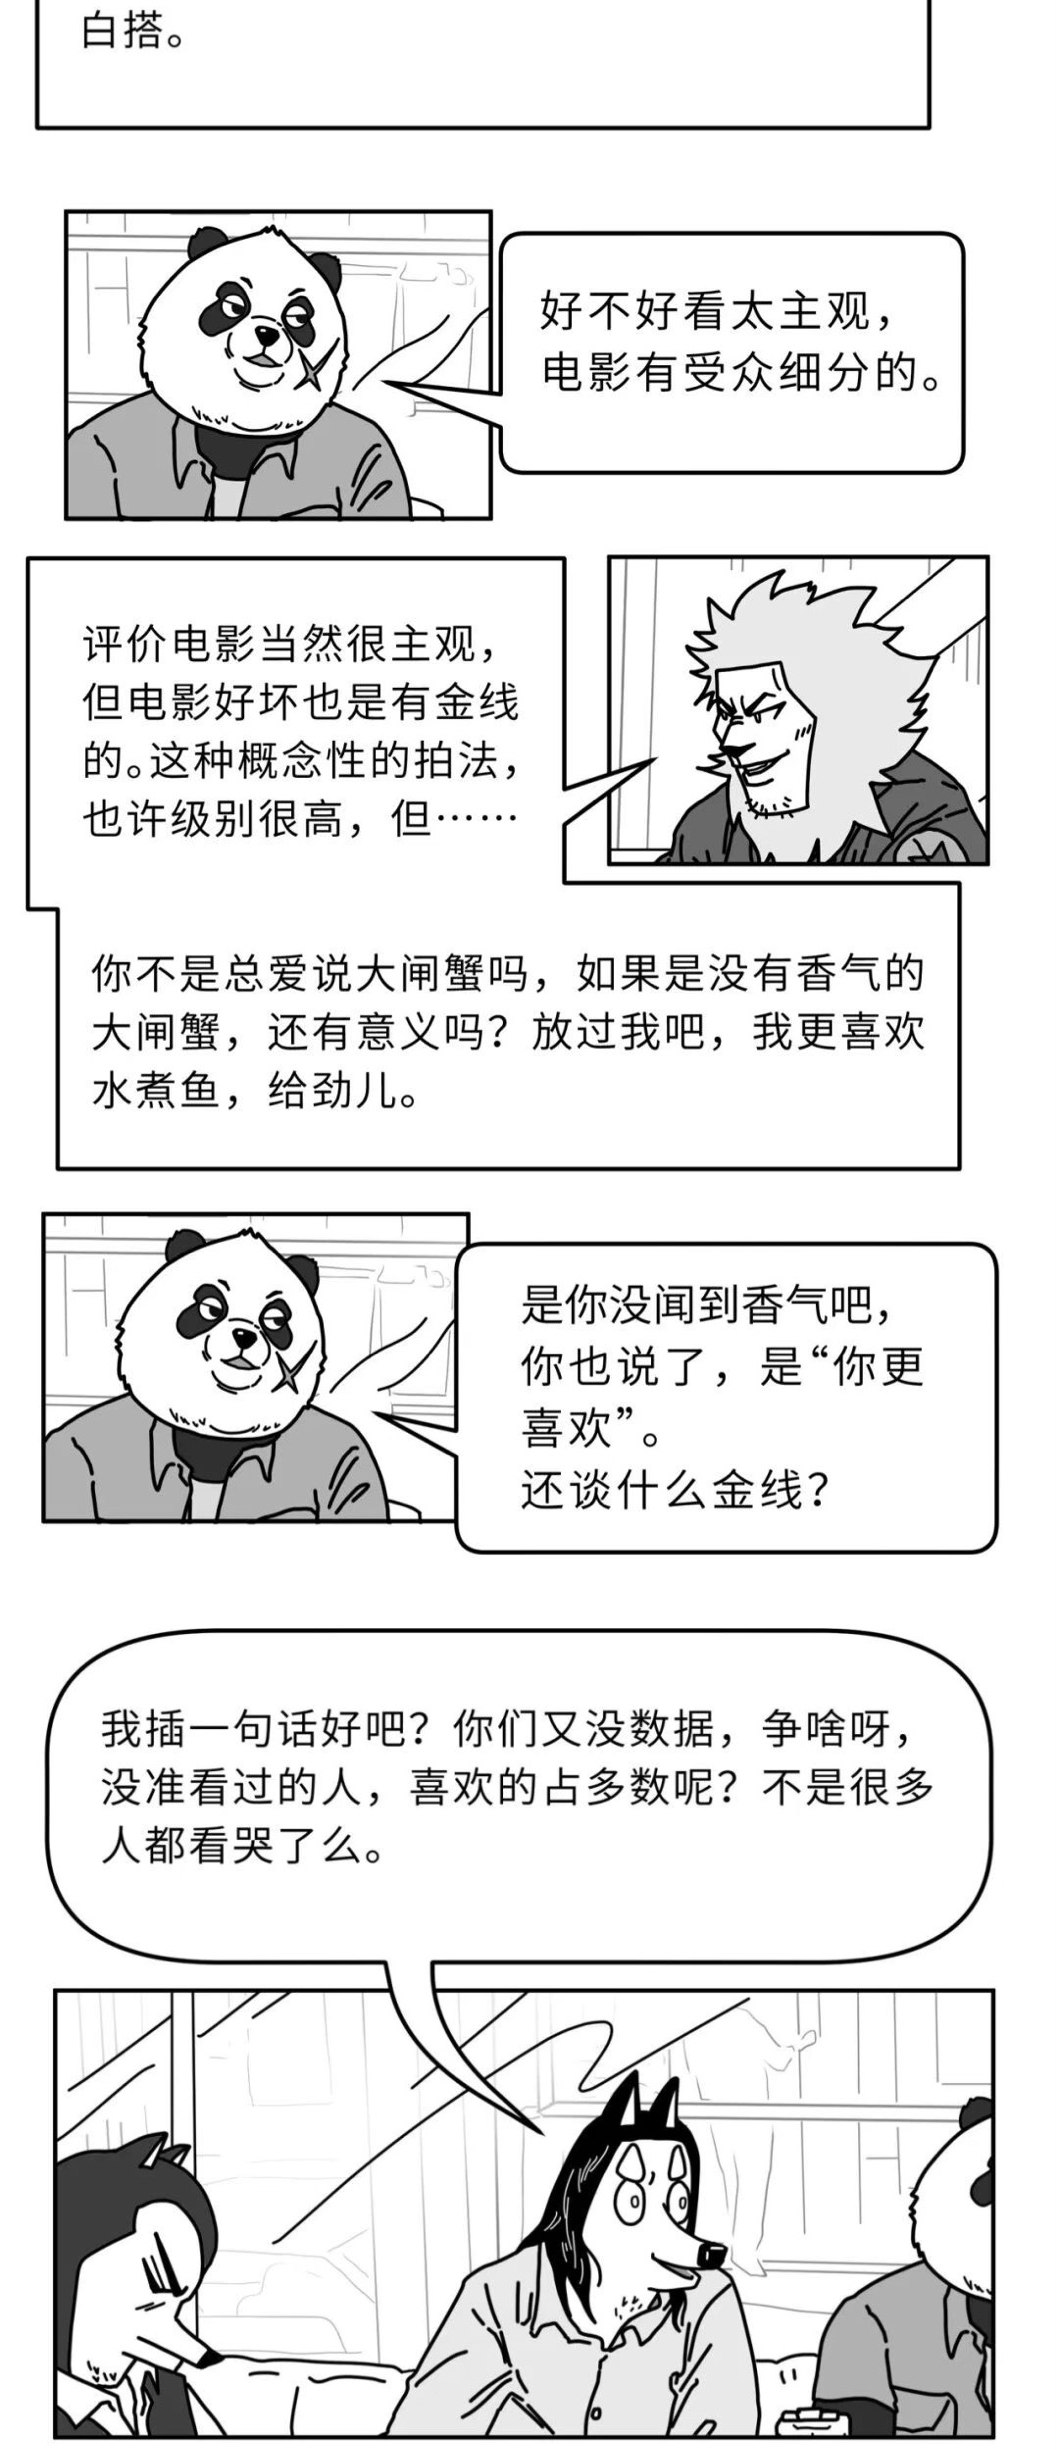 白搭。
好不好看太主观，
电影有受众细分的。
评价电影当然很主观，
但电影好坏也是有金线
的。这种概念性的拍法，
也许级别很高，但……
你不是总爱说大闸蟹吗，如果是没有香气的
大闸蟹，还有意义吗？放过我吧，我更喜欢
水煮鱼，给劲儿。
是你没闻到香气吧，
你也说了，是“你更
喜欢”。
还谈什么金线？
我插一句话好吧？你们又没数据，争啥呀，
没准看过的人，喜欢的占多数呢？不是很多
人都看哭了么。